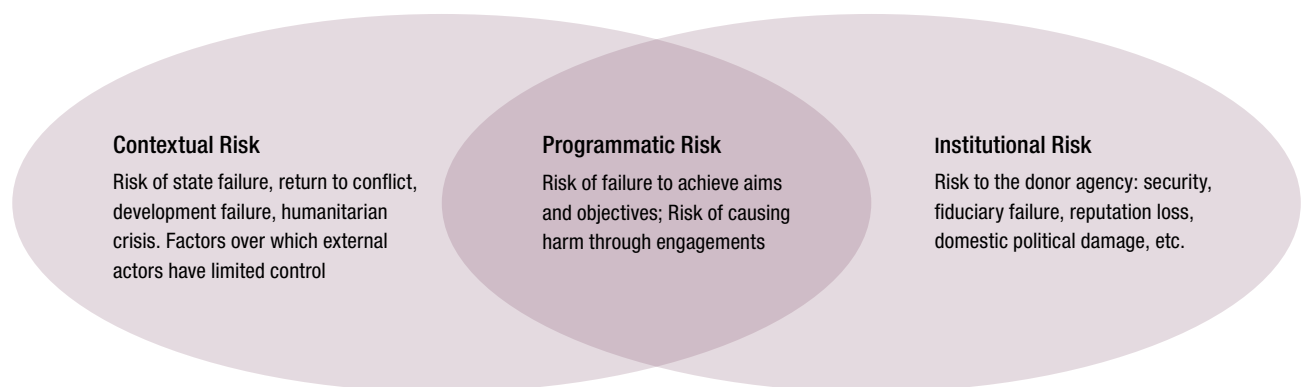 Contextual Risk
Risk of state failure, return to conflict,
development failure, humanitarian
crisis. Factors over which external
actors have limited control
Programmatic Risk
Risk of failure to achieve aims
and objectives; Risk of causing
harm through engagements
Institutional Risk
Risk to the donor agency: security,
fiduciary failure, reputation loss,
domestic political damage, etc.